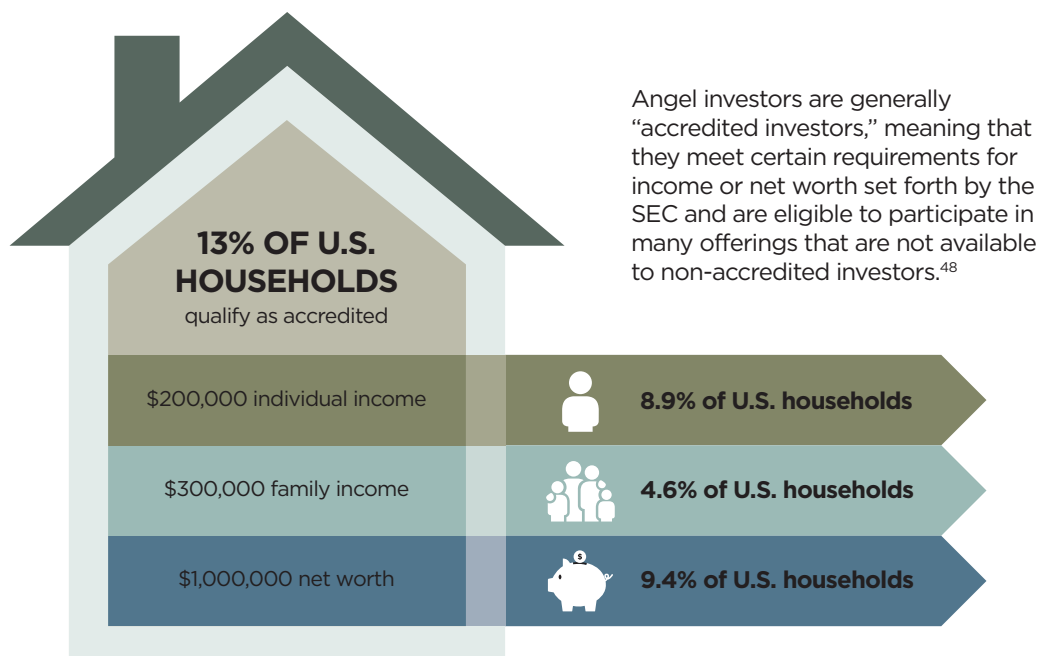 Angel investors are generally
“accredited investors,” meaning that
they meet certain requirements for
income or net worth set forth by the
SEC and are eligible to participate in
many offerings that are not available
to non-accredited investors.48
13% OF U.S.
HOUSEHOLDS
qualify as accredited
$200,000 individual income
8.9% of U.S. households
$300,000 family income
4.6% of U.S. households
$1,000,000 net worth
$
9.4% of U.S. households